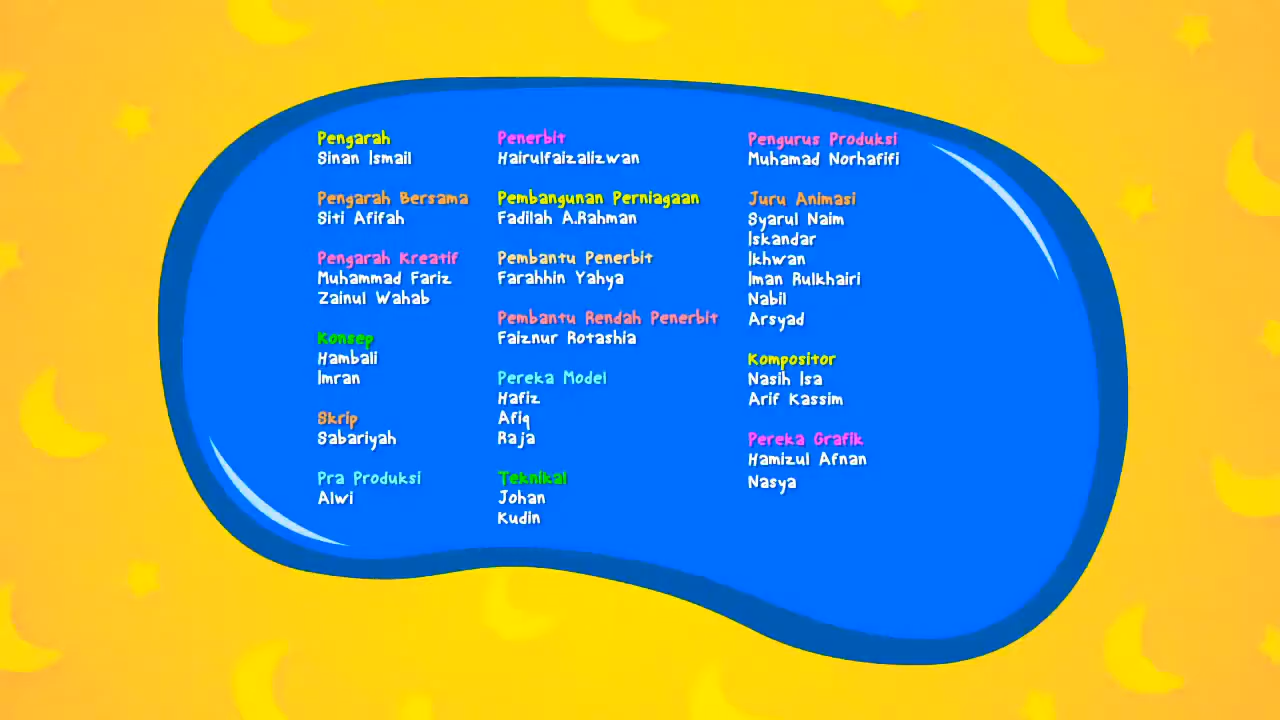 Pengarah
Sinan Ismail
Pengarah Bersama
Siti Afifah
Pengarah Kreatif
Muhammad Fariz
Zainul Wahab
Konsep
Hambali
Imran
Skrip
Sabariyah
Pra Produksi
Alwi
Penerbit
Hairulfaizalizwan
Pembangunan Perniagaan
Fadilah A.Rahman
Pembantu Penerbit
Farahhin Yahya
Pembantu Rendah Penerbit
Faiznur Rotashia
Pereka Model
Hafiz
Afiq
Raja
Teknikal
Johan
Kudin
Pengurus Produksi
Muhamad Norhafifi
Juru Animasi
Syarul Naim
Iskandar
Ikhwan
Iman Rulkhairi
Nabil
Arsyad
Kompositor
Nasih Isa
Arif Kassim
Pereka Grafik
Hamizul Afnan
Nasya